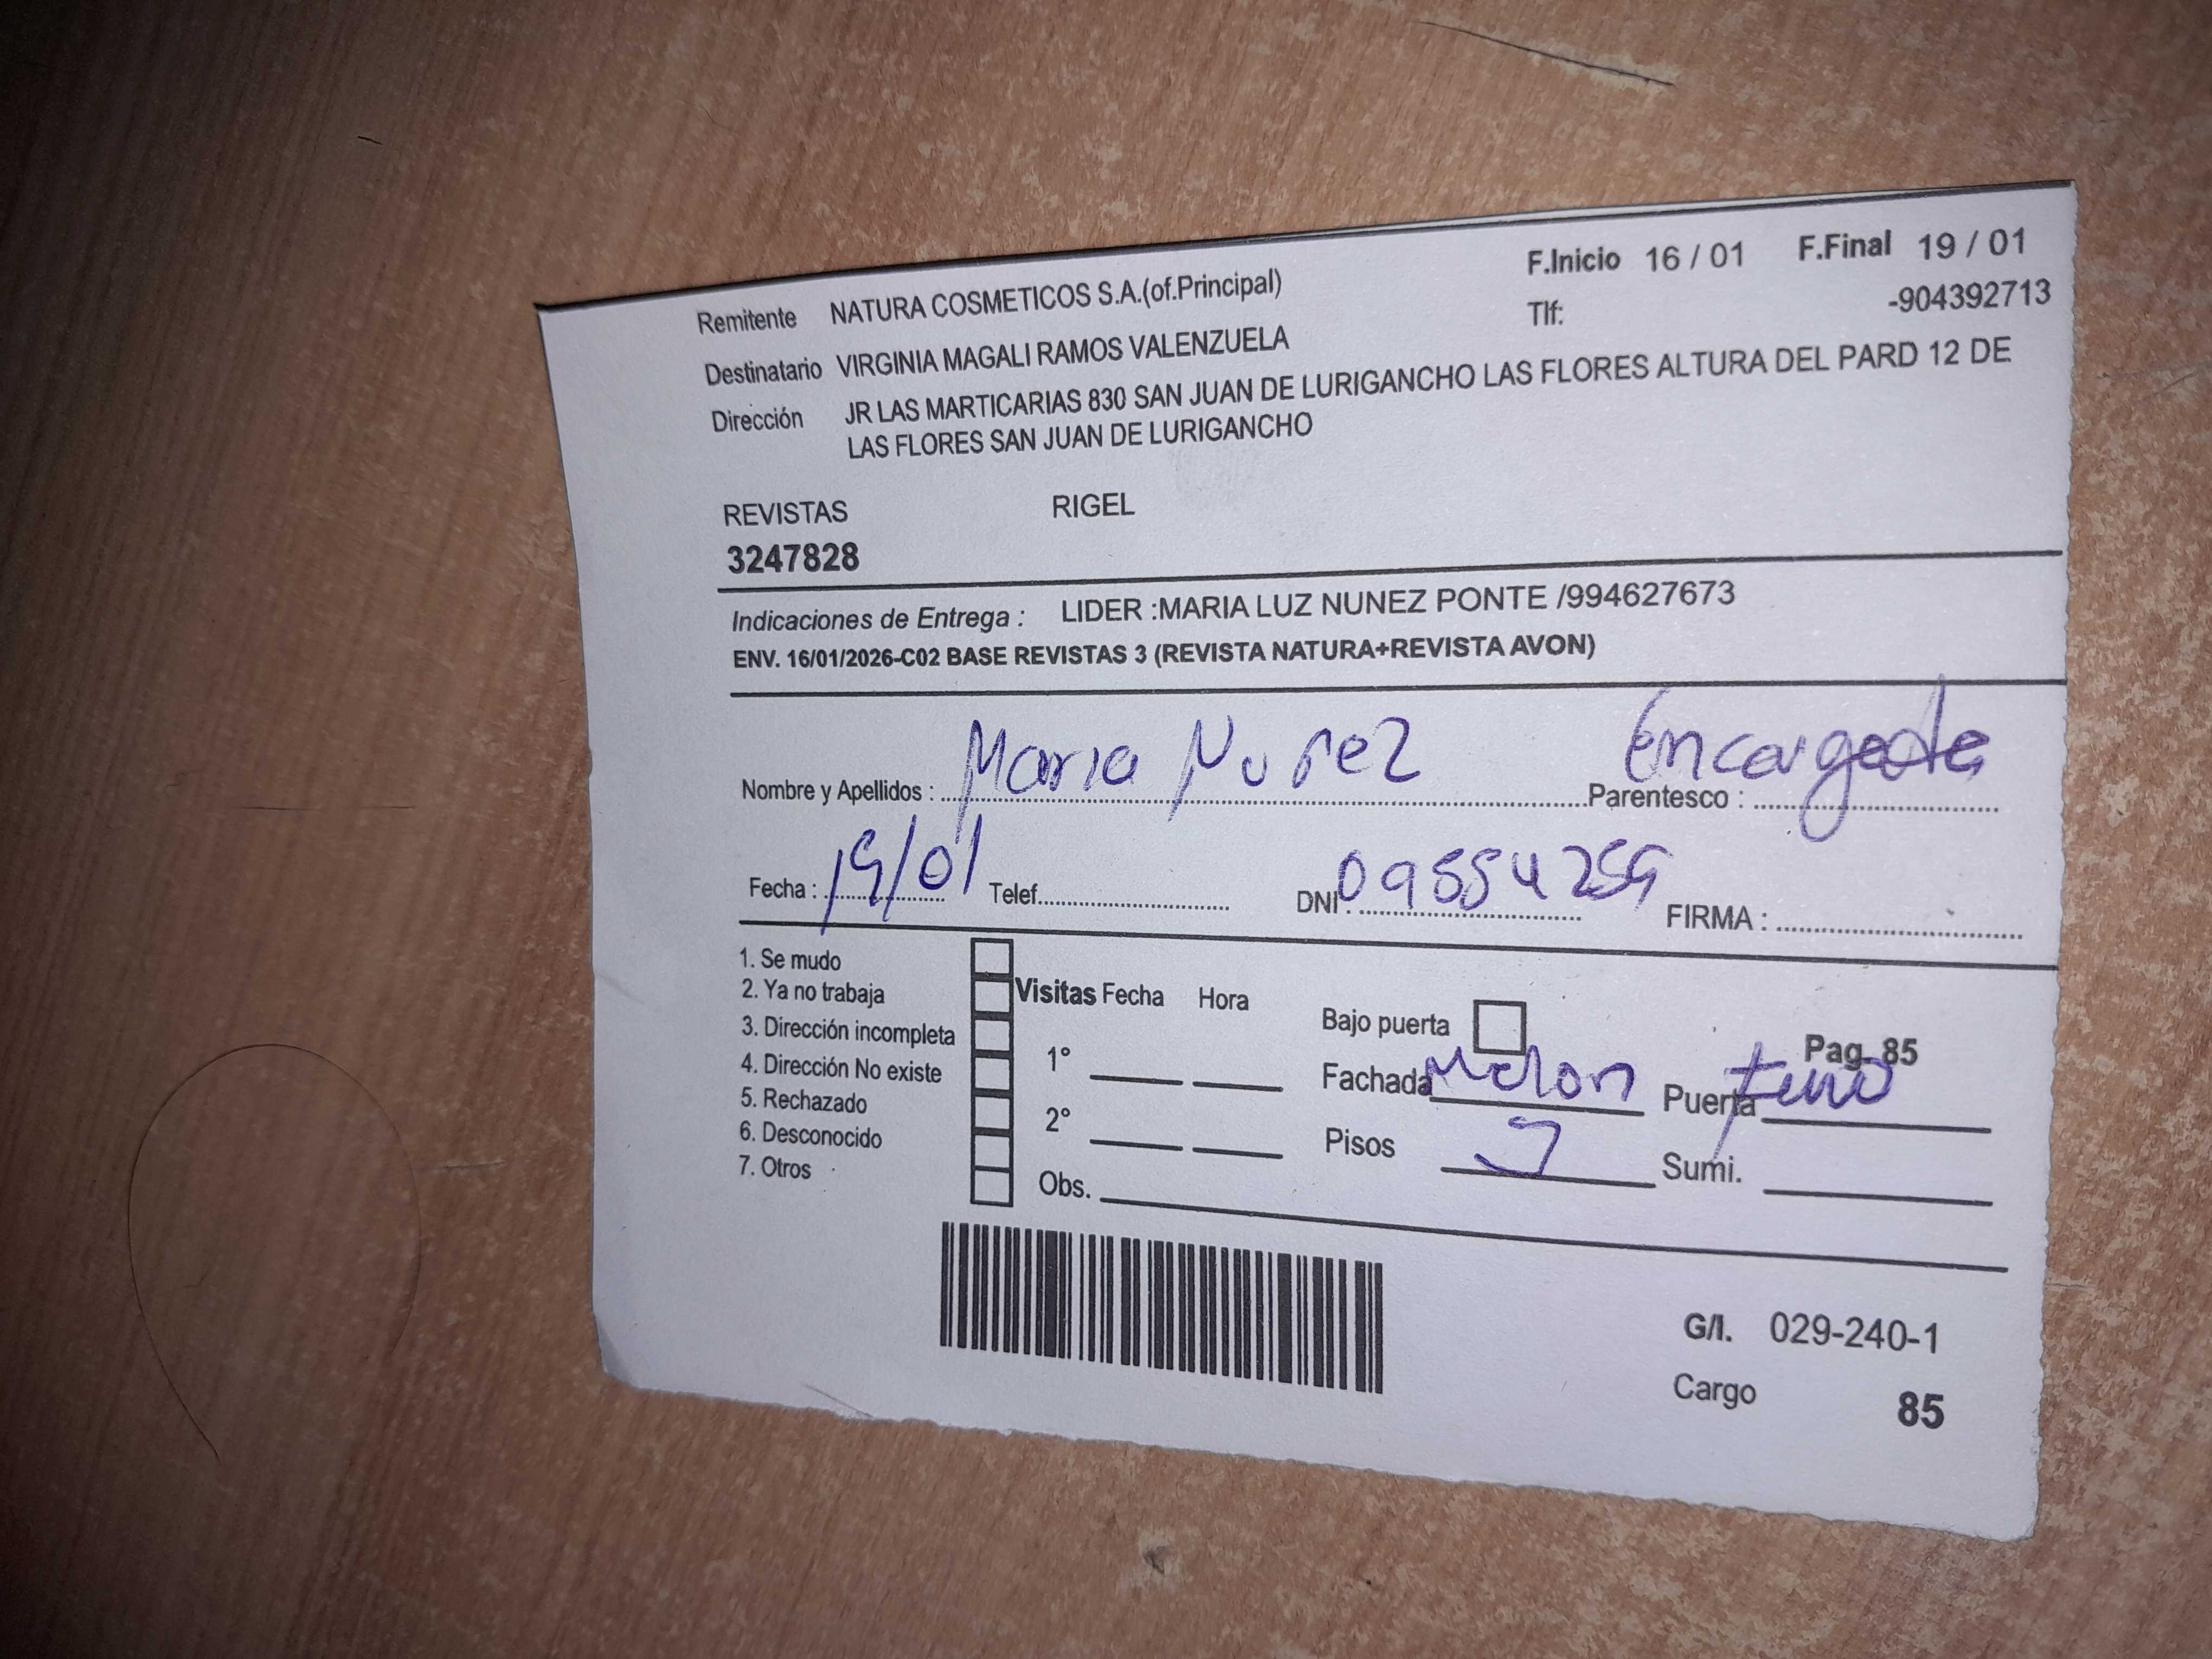 Remitente NATURA COSMETICOS S.A.(of.Principal) F.Inicio 16 / 01 F.Final 19 / 01
Tlf: -904392713
Destinatario VIRGINIA MAGALI RAMOS VALENZUELA
Dirección JR LAS MARTICARIAS 830 SAN JUAN DE LURIGANCHO LAS FLORES ALTURA DEL PARD 12 DE
LAS FLORES SAN JUAN DE LURIGANCHO
REVISTAS RIGEL
3247828
Indicaciones de Entrega : LIDER :MARIA LUZ NUNEZ PONTE /994627673
ENV. 16/01/2026-C02 BASE REVISTAS 3 (REVISTA NATURA+REVISTA AVON)
Nombre y Apellidos : Maria Nuñez Parentesco : Encargada
Fecha : 19/01 Telef. DNI : 09554259 FIRMA :
1. Se mudo
2. Ya no trabaja
3. Dirección incompleta
4. Dirección No existe
5. Rechazado
6. Desconocido
7. Otros
Visitas Fecha Hora
1°
2°
Obs.
Bajo puerta
Pag. 85
Fachada Melon Puerta
Pisos Sumi.
G/I. 029-240-1
Cargo 85